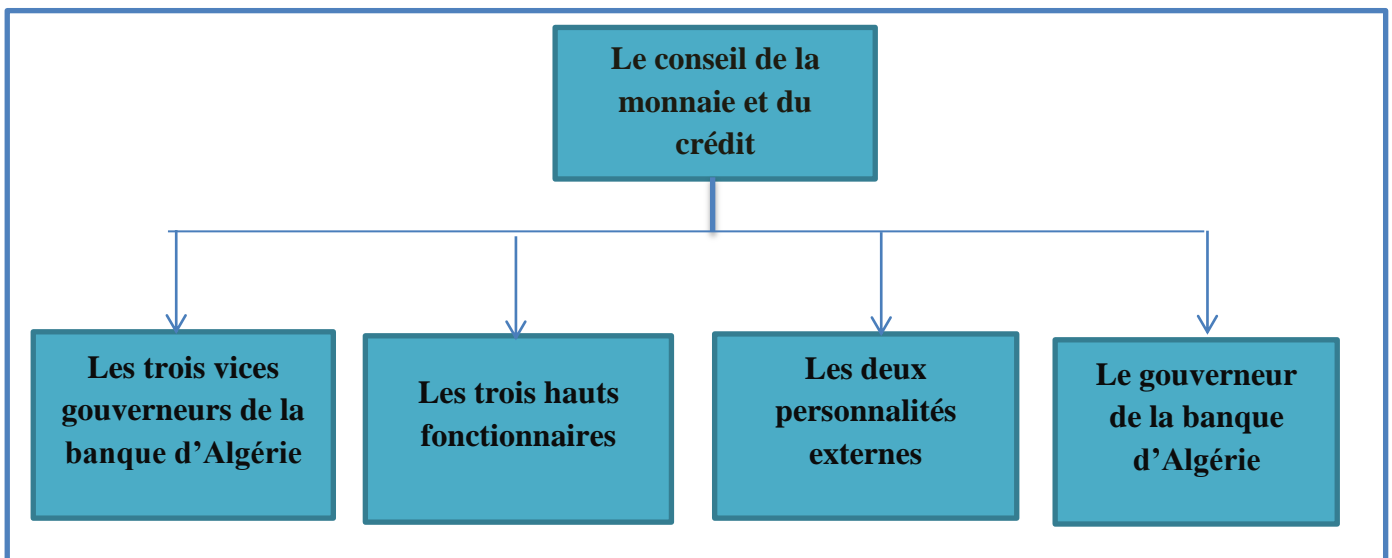 Le conseil de la
monnaie et du
crédit
Les trois vices
gouverneurs de la
banque d’Algérie
Les trois hauts
fonctionnaires
Les deux
personnalités
externes
Le gouverneur
de la banque
d’Algérie